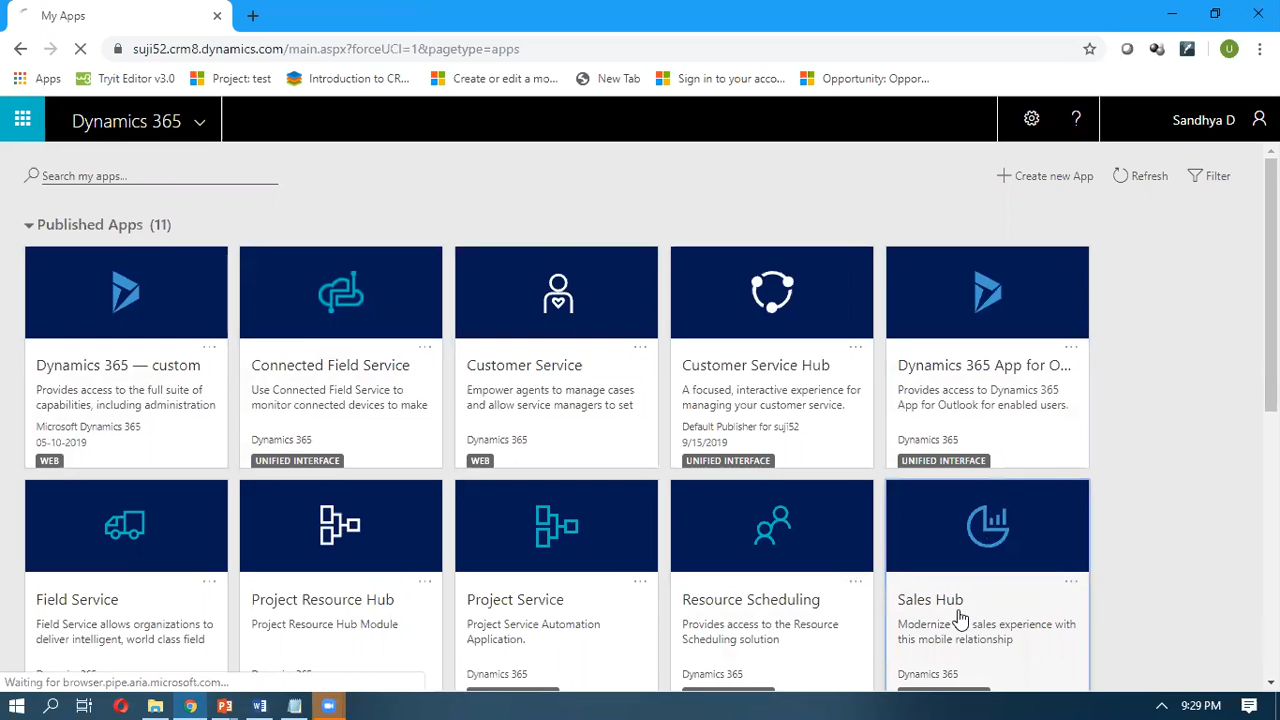 My Apps
suji52.crm8.dynamics.com/main.aspx?forceUCI=1&pagetype=apps
U
Apps Tryit Editor v3.0 Project: test Introduction to CR... Create or edit a mo... New Tab Sign in to your acco... Opportunity: Oppor...
Dynamics 365 ? Sandhya D
Search my apps... Create new App Refresh Filter
Published Apps (11)
Dynamics 365 — custom
Provides access to the full suite of
capabilities, including administration
Microsoft Dynamics 365
05-10-2019
WEB
Connected Field Service
Use Connected Field Service to
monitor connected devices to make
Dynamics 365
UNIFIED INTERFACE
Customer Service
Empower agents to manage cases
and allow service managers to set
Dynamics 365
WEB
Customer Service Hub
A focused, interactive experience for
managing your customer service.
Default Publisher for suji52
9/15/2019
UNIFIED INTERFACE
Dynamics 365 App for O...
Provides access to Dynamics 365
App for Outlook for enabled users.
Dynamics 365
UNIFIED INTERFACE
Field Service
Field Service allows organizations to
deliver intelligent, world class field
Project Resource Hub
Project Resource Hub Module
Project Service
Project Service Automation
Application.
Dynamics 365
Resource Scheduling
Provides access to the Resource
Scheduling solution
Dynamics 365
Sales Hub
Modernize sales experience with
this mobile relationship
Dynamics 365
Waiting for browser.pipe.aria.microsoft.com...
9:29 PM